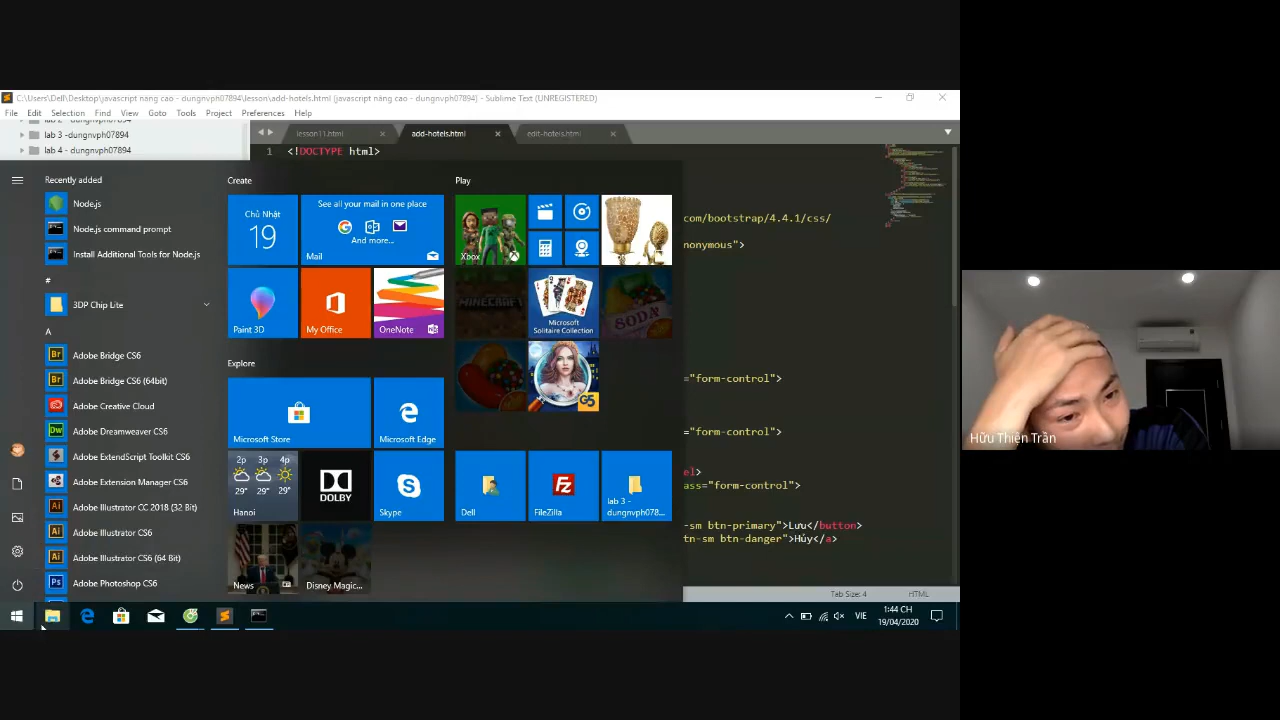 C:\Users\Dell\Desktop\javascript nang cao - dungnvph07894\lesson\add-hotels.html (javascript nâng cao - dungnvph07894) - Sublime Text (UNREGISTERED)
File Edit Selection Find View Goto Tools Project Preferences Help
lab 2 -dungnvph07894
lab 3 -dungnvph07894
lab 4 - dungnvph07894
lesson11.html
add-hotels.html
edit-hotels.html
1 <!DOCTYPE html>
com/bootstrap/4.4.1/css/
onymous">
="form-control">
="form-control">
el>
ass="form-control">
n-sm btn-primary">Lưu</button>
tn-sm btn-danger">Hủy</a>
Tab Size: 4
HTML
Recently added
Node.js
Node.js command prompt
Install Additional Tools for Node.js
#
3DP Chip Lite
A
Adobe Bridge CS6
Adobe Bridge CS6 (64bit)
Adobe Creative Cloud
Adobe Dreamweaver CS6
Adobe ExtendScript Toolkit CS6
Adobe Extension Manager CS6
Adobe Illustrator CC 2018 (32 Bit)
Adobe Illustrator CS6
Adobe Illustrator CS6 (64 Bit)
Adobe Photoshop CS6
Create
Chủ Nhật
19
See all your mail in one place
And more...
Mail
Paint 3D
My Office
OneNote
Explore
Microsoft Store
Microsoft Edge
2p 3p 4p
29° 29° 29°
Hanoi
DOLBY
Skype
News
Disney Magic...
Play
Xbox
MINECRAFT
Microsoft
Solitaire Collection
SODA
G5
Dell
FileZilla
lab 3 -
dungnvph078...
VIE
1:44 CH
19/04/2020
Hữu Thiện Trần